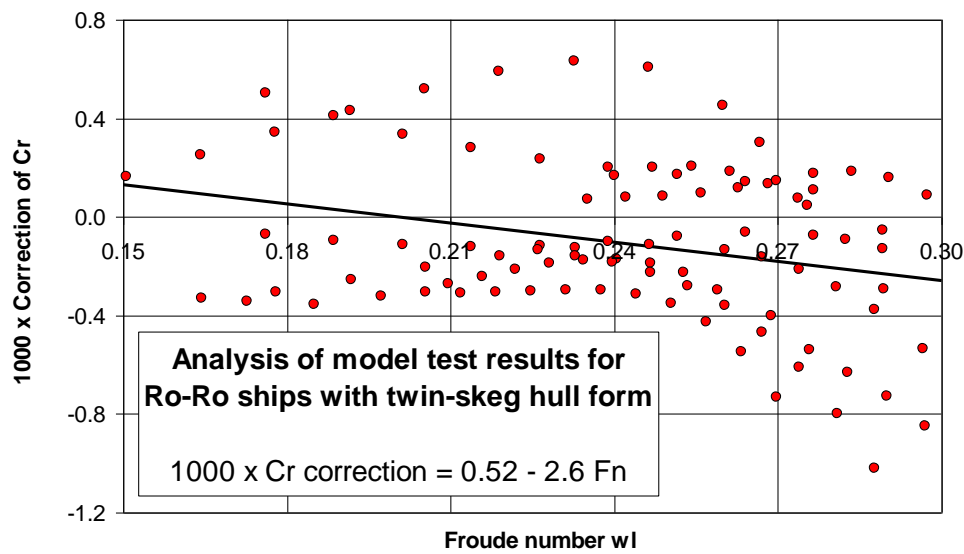 0.8
0.4
0.0
-0.4
-0.8
-1.2
1000 x Correction of Cr
0.15 0.18 0.21 0.24 0.27 0.30
Analysis of model test results for
Ro-Ro ships with twin-skeg hull form
1000 x Cr correction = 0.52 - 2.6 Fn
Froude number wl